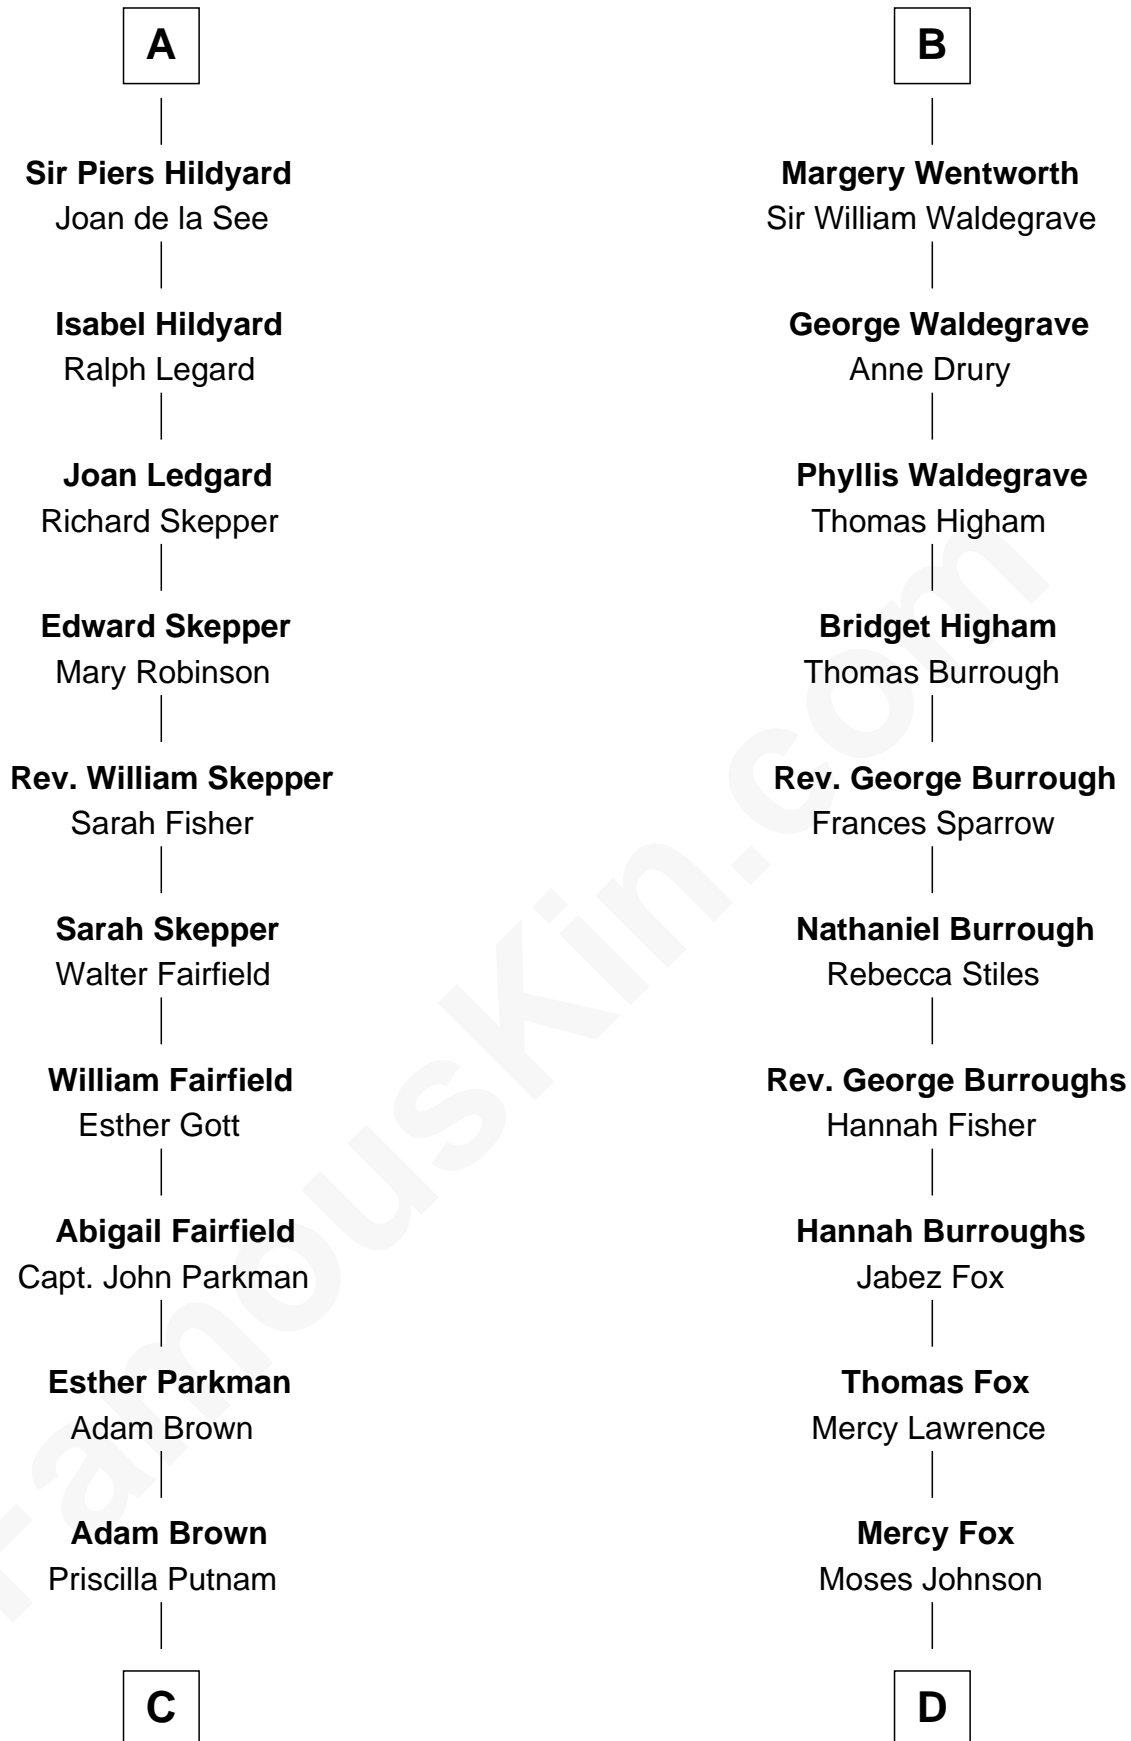 A
Sir Piers Hildyard
Joan de la See
Isabel Hildyard
Ralph Legard
Joan Ledgard
Richard Skepper
Edward Skepper
Mary Robinson
Rev. William Skepper
Sarah Fisher
Sarah Skepper
Walter Fairfield
William Fairfield
Esther Gott
Abigail Fairfield
Capt. John Parkman
Esther Parkman
Adam Brown
Adam Brown
Priscilla Putnam
C
B
Margery Wentworth
Sir William Waldegrave
George Waldegrave
Anne Drury
Phyllis Waldegrave
Thomas Higham
Bridget Higham
Thomas Burrough
Rev. George Burrough
Frances Sparrow
Nathaniel Burrough
Rebecca Stiles
Rev. George Burroughs
Hannah Fisher
Hannah Burroughs
Jabez Fox
Thomas Fox
Mercy Lawrence
Mercy Fox
Moses Johnson
D
FamousKin.com